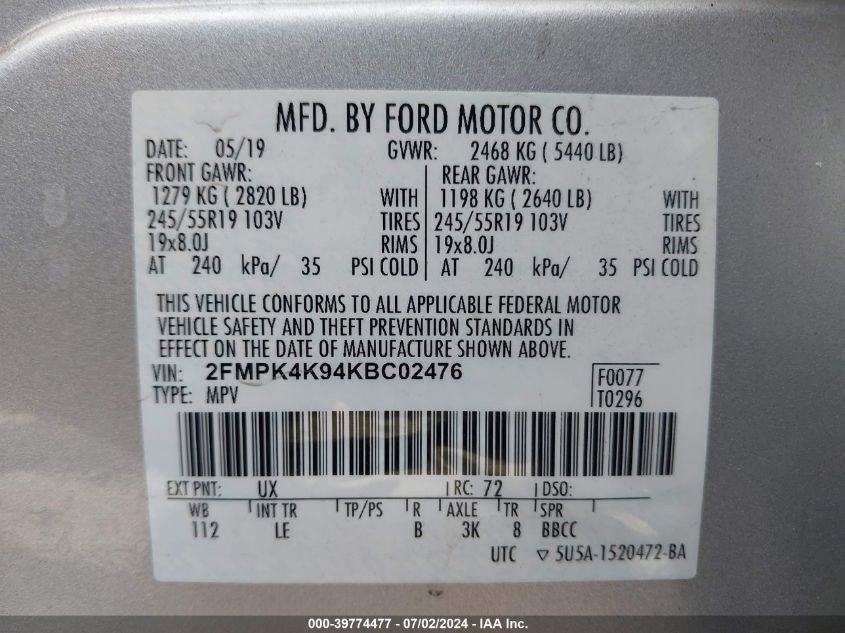 MFD. BY FORD MOTOR CO.
DATE: 05/19 GVWR: 2468 KG ( 5440 LB)
FRONT GAWR: REAR GAWR:
1279 KG ( 2820 LB) WITH 1198 KG ( 2640 LB) WITH
245/55R19 103V TIRES 245/55R19 103V TIRES
19x8.0J RIMS 19x8.0J RIMS
AT 240 kPa/ 35 PSI COLD AT 240 kPa/ 35 PSI COLD
THIS VEHICLE CONFORMS TO ALL APPLICABLE FEDERAL MOTOR
VEHICLE SAFETY AND THEFT PREVENTION STANDARDS IN
EFFECT ON THE DATE OF MANUFACTURE SHOWN ABOVE.
VIN: 2FMPK4K94KBC02476 F0077
TYPE: MPV T0296
EXT PNT: UX RC: 72 DSO:
WB INT TR TP/PS R AXLE TR SPR
112 LE B 3K 8 BBCC
UTC ▽ 5U5A-1520472-BA
000-39774477 / 07/02/2024 / IAA Inc.